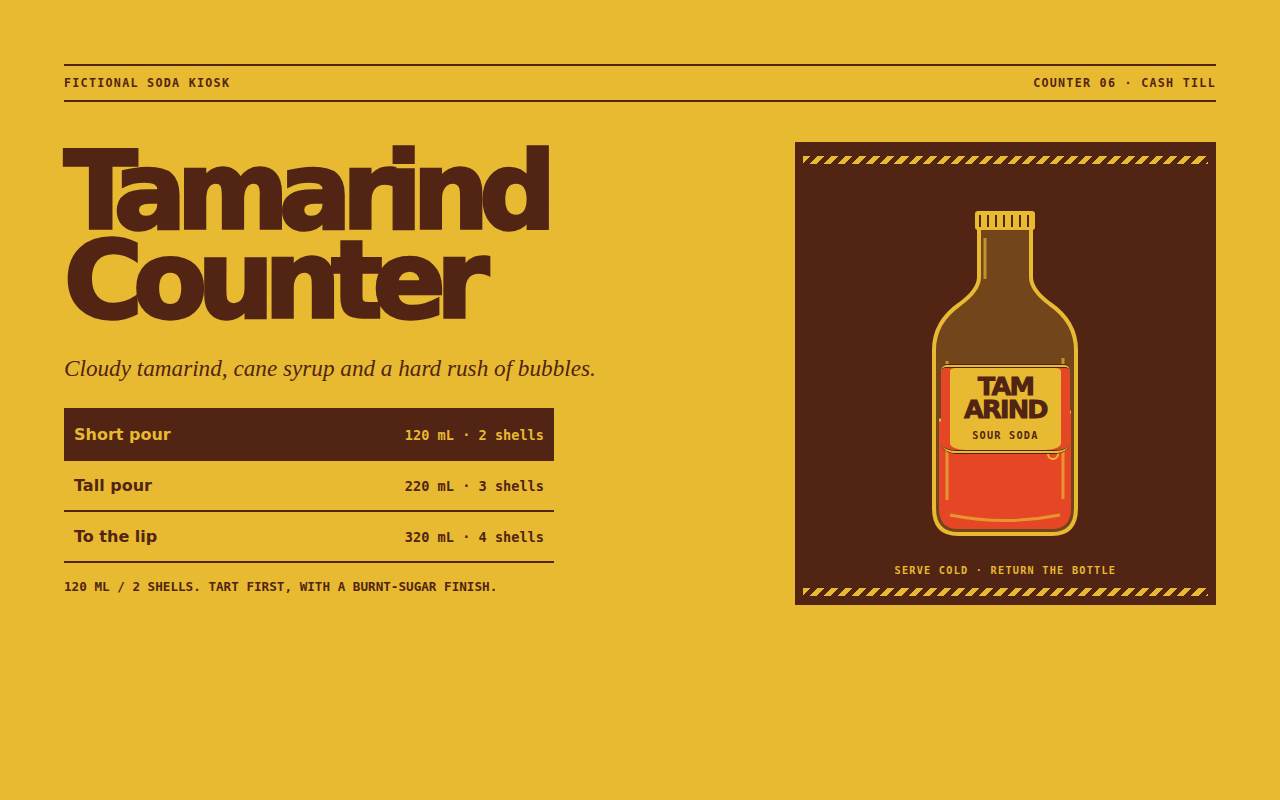 FICTIONAL SODA KIOSK
COUNTER 06 · CASH TILL
Tamarind
Counter
Cloudy tamarind, cane syrup and a hard rush of bubbles.
Short pour 120 mL · 2 shells
Tall pour 220 mL · 3 shells
To the lip 320 mL · 4 shells
120 ML / 2 SHELLS. TART FIRST, WITH A BURNT-SUGAR FINISH.
TAM
ARIND
SOUR SODA
SERVE COLD · RETURN THE BOTTLE